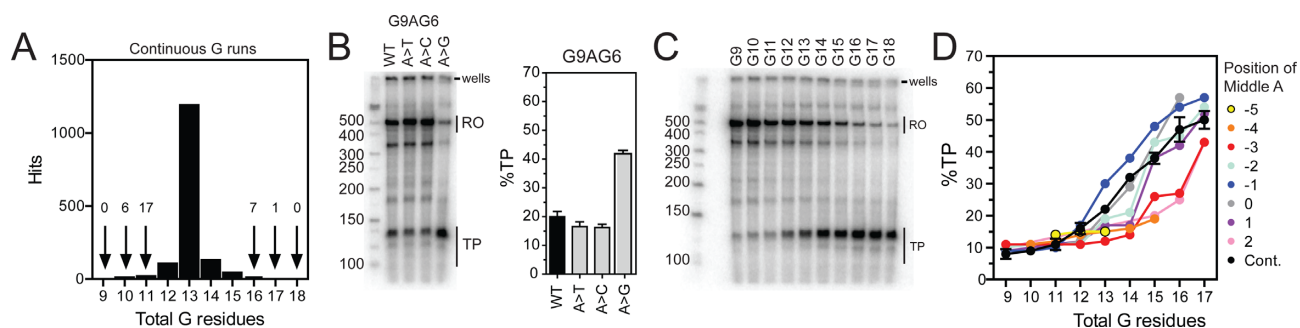 A
Continuous G runs
Hits
1500
1000
500
0
0 6 17 7 1 0
9 10 11 12 13 14 15 16 17 18
Total G residues
B
G9AG6
WT
A>T
A>C
A>G
wells
500
400
300
250
200
150
100
RO
TP
G9AG6
%TP
70
60
50
40
30
20
10
0
WT
A>T
A>C
A>G
C
G9
G10
G11
G12
G13
G14
G15
G16
G17
G18
wells
500
400
300
250
200
150
100
RO
TP
D
%TP
70
60
50
40
30
20
10
0
9 10 11 12 13 14 15 16 17
Total G residues
Position of
Middle A
-5
-4
-3
-2
-1
0
1
2
Cont.